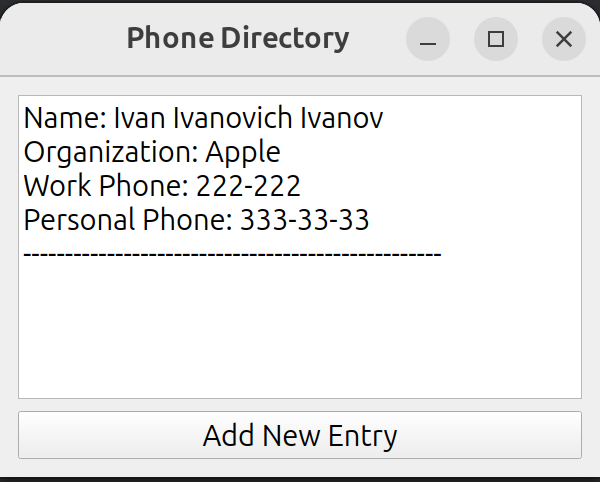 Phone Directory
Name: Ivan Ivanovich Ivanov
Organization: Apple
Work Phone: 222-222
Personal Phone: 333-33-33
--------------------------------------------------
Add New Entry